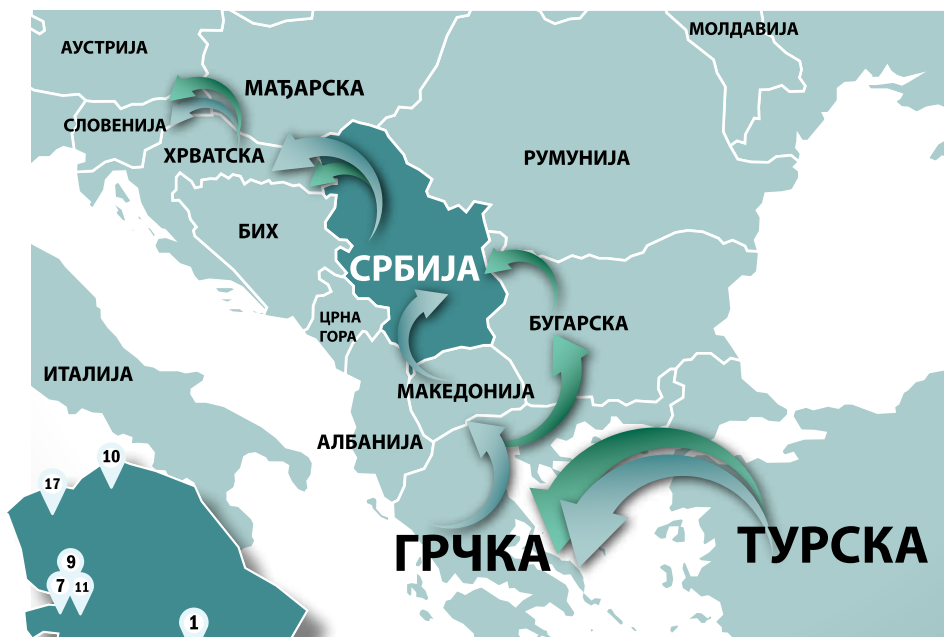 МОЛДАВИЈА
АУСТРИЈА
МАЂАРСКА
СЛОВЕНИЈА
ХРВАТСКА
РУМУНИЈА
БИХ
СРБИЈА
ЦРНА
ГОРА
БУГАРСКА
ИТАЛИЈА
МАКЕДОНИЈА
АЛБАНИЈА
10
17
ГРЧКА
ТУРСКА
9
7
11
1